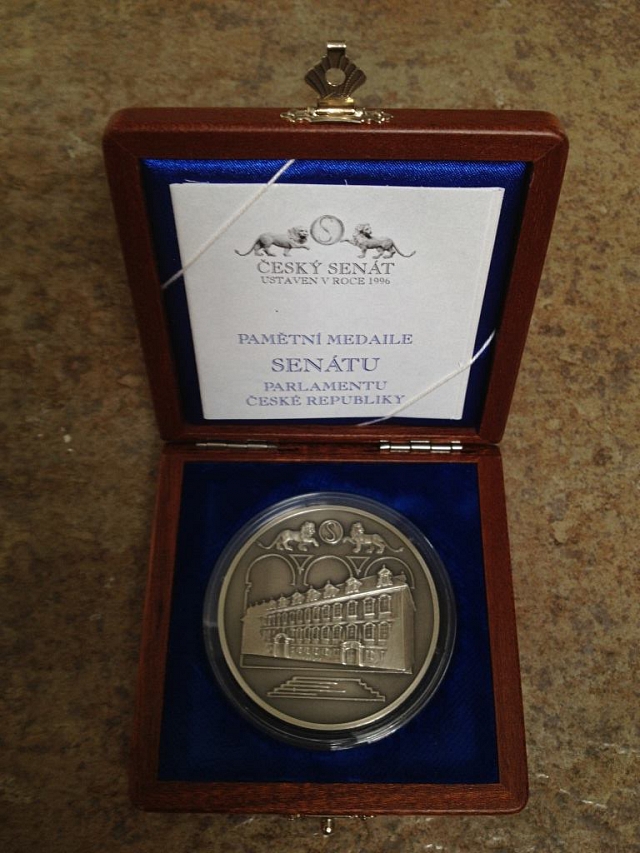 S
ČESKÝ SENÁT
USTAVEN V ROCE 1996
PAMĚTNÍ MEDAILE
SENÁTU
PARLAMENTU
ČESKÉ REPUBLIKY
S